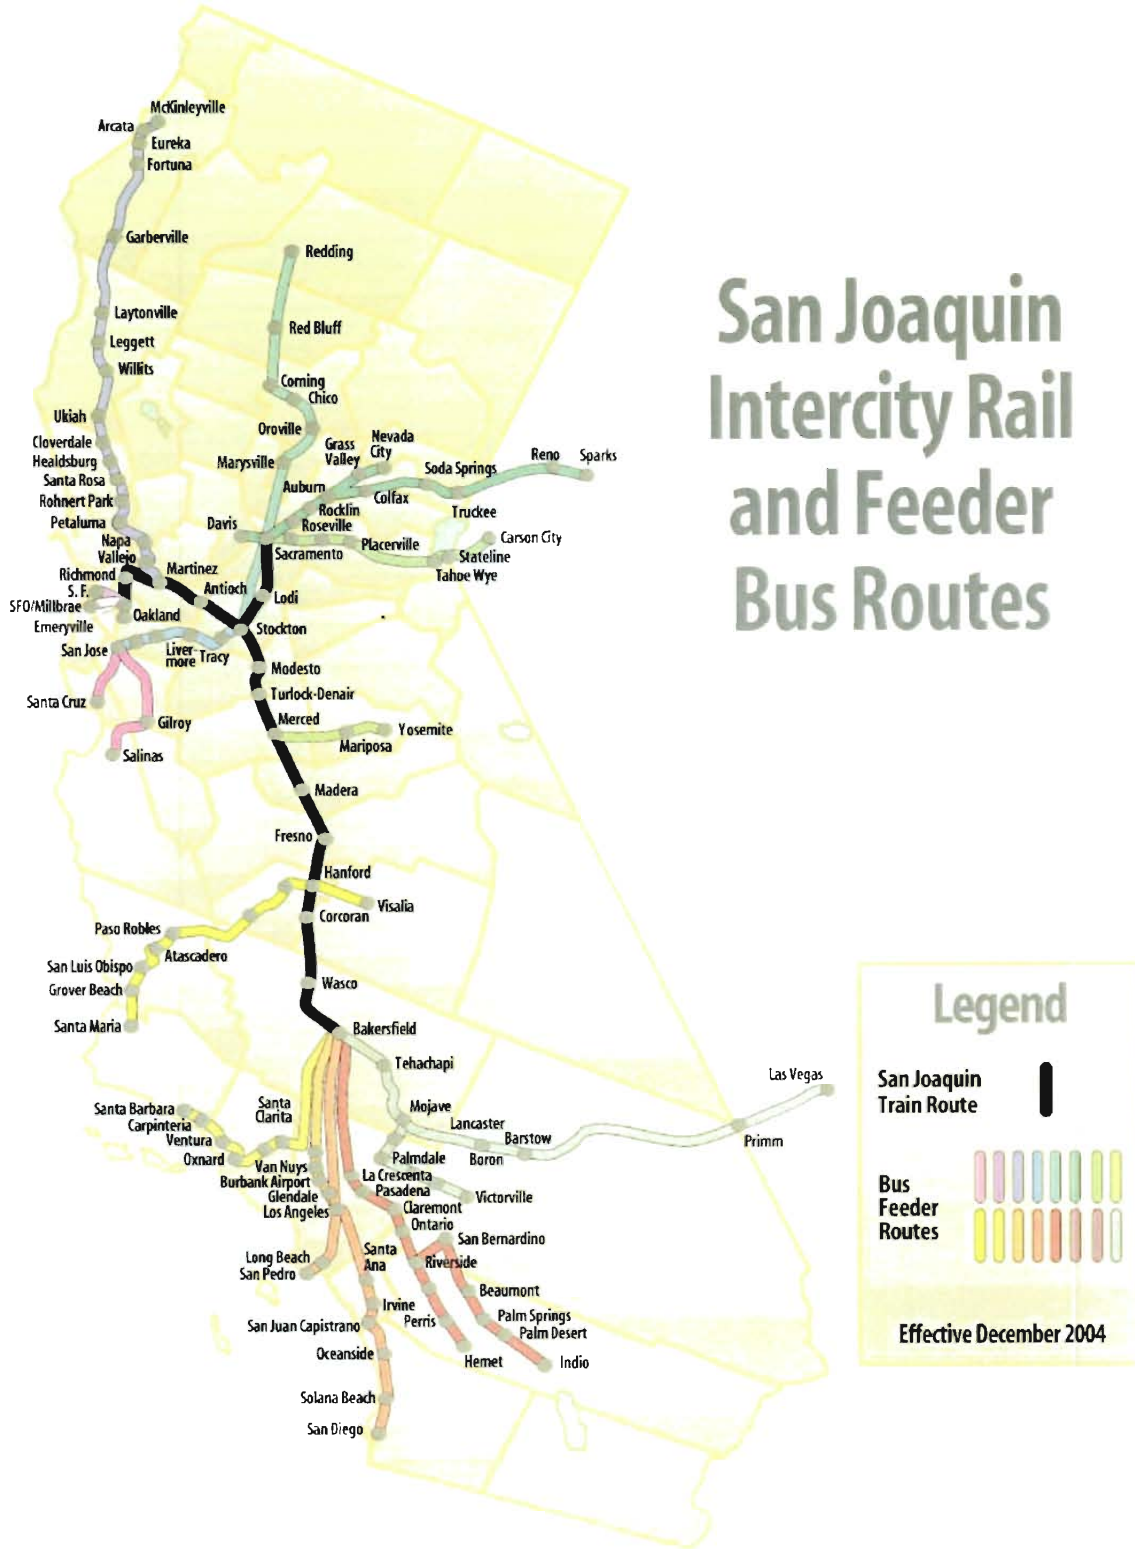 San Joaquin
Intercity Rail
and Feeder
Bus Routes
McKinleyville
Arcata
Eureka
Fortuna
Garberville
Redding
Laytonville
Red Bluff
Leggett
Willits
Corning
Chico
Ukiah
Oroville
Cloverdale
Healdsburg
Santa Rosa
Rohnert Park
Petaluma
Napa
Vallejo
Marysville
Grass
Valley
Nevada
City
Soda Springs
Reno
Sparks
Auburn
Colfax
Truckee
Rocklin
Roseville
Davis
Sacramento
Placerville
Carson City
Stateline
Tahoe Wye
Richmond
Martinez
Antioch
Lodi
S. F.
SFO/Millbrae
Emeryville
Oakland
Stockton
San Jose
Liver-
more
Tracy
Modesto
Turlock-Denair
Santa Cruz
Gilroy
Salinas
Merced
Mariposa
Yosemite
Madera
Fresno
Hanford
Visalia
Corcoran
Paso Robles
Atascadero
San Luis Obispo
Grover Beach
Santa Maria
Wasco
Bakersfield
Tehachapi
Las Vegas
Santa Barbara
Carpinteria
Ventura
Oxnard
Santa
Clarita
Mojave
Lancaster
Barstow
Boron
Primm
Palmdale
Victorville
Van Nuys
Burbank Airport
Glendale
Los Angeles
La Crescenta
Pasadena
Claremont
Ontario
San Bernardino
Long Beach
San Pedro
Santa
Ana
Riverside
Beaumont
Irvine
Perris
Palm Springs
Palm Desert
San Juan Capistrano
Oceanside
Hemet
Indio
Solana Beach
San Diego
Legend
San Joaquin
Train Route
Bus
Feeder
Routes
Effective December 2004